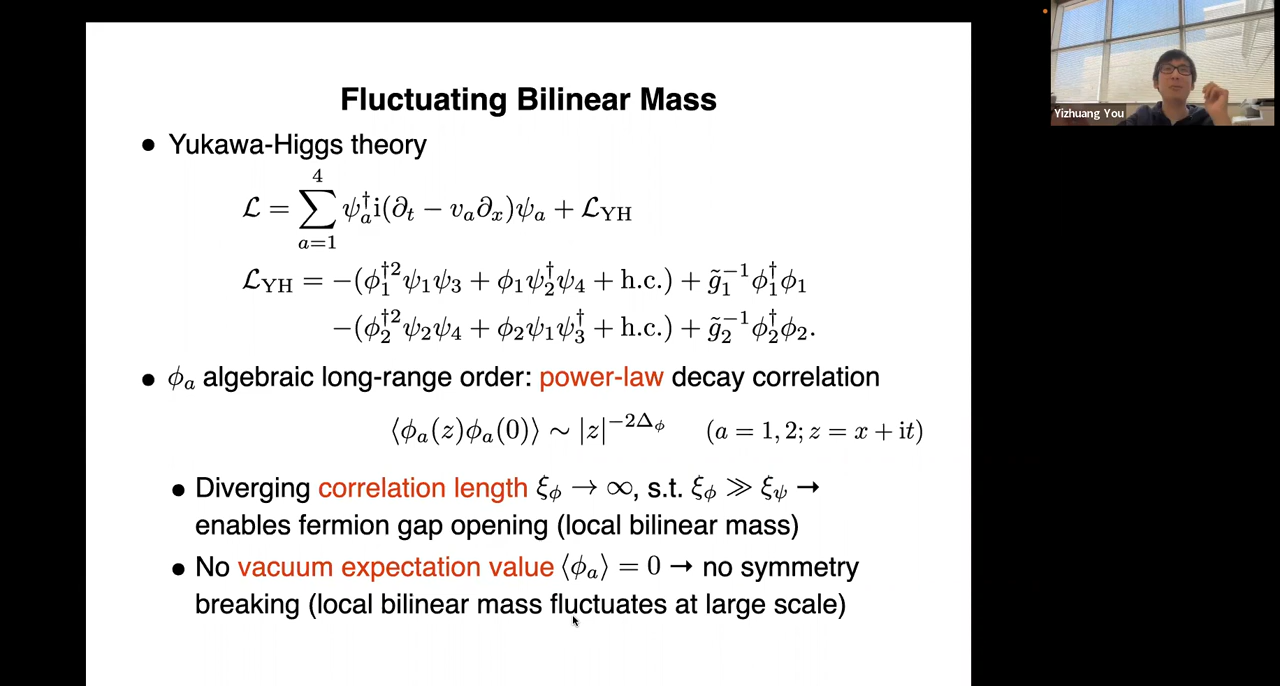 Fluctuating Bilinear Mass
• Yukawa-Higgs theory
ℒ = ∑_{a=1}^{4} ψ_a^† i(∂_t − v_a ∂_x)ψ_a + ℒ_YH
ℒ_YH = −(ϕ_1^{†2} ψ_1 ψ_3 + ϕ_1 ψ_2^† ψ_4 + h.c.) + g̃_1^{−1} ϕ_1^† ϕ_1
−(ϕ_2^{†2} ψ_2 ψ_4 + ϕ_2 ψ_1 ψ_3^† + h.c.) + g̃_2^{−1} ϕ_2^† ϕ_2.
• ϕ_a algebraic long-range order: power-law decay correlation
⟨ϕ_a(z)ϕ_a(0)⟩ ∼ |z|^{−2Δ_ϕ} (a = 1, 2; z = x + it)
• Diverging correlation length ξ_ϕ → ∞, s.t. ξ_ϕ ≫ ξ_ψ →
enables fermion gap opening (local bilinear mass)
• No vacuum expectation value ⟨ϕ_a⟩ = 0 → no symmetry
breaking (local bilinear mass fluctuates at large scale)
Yizhuang You